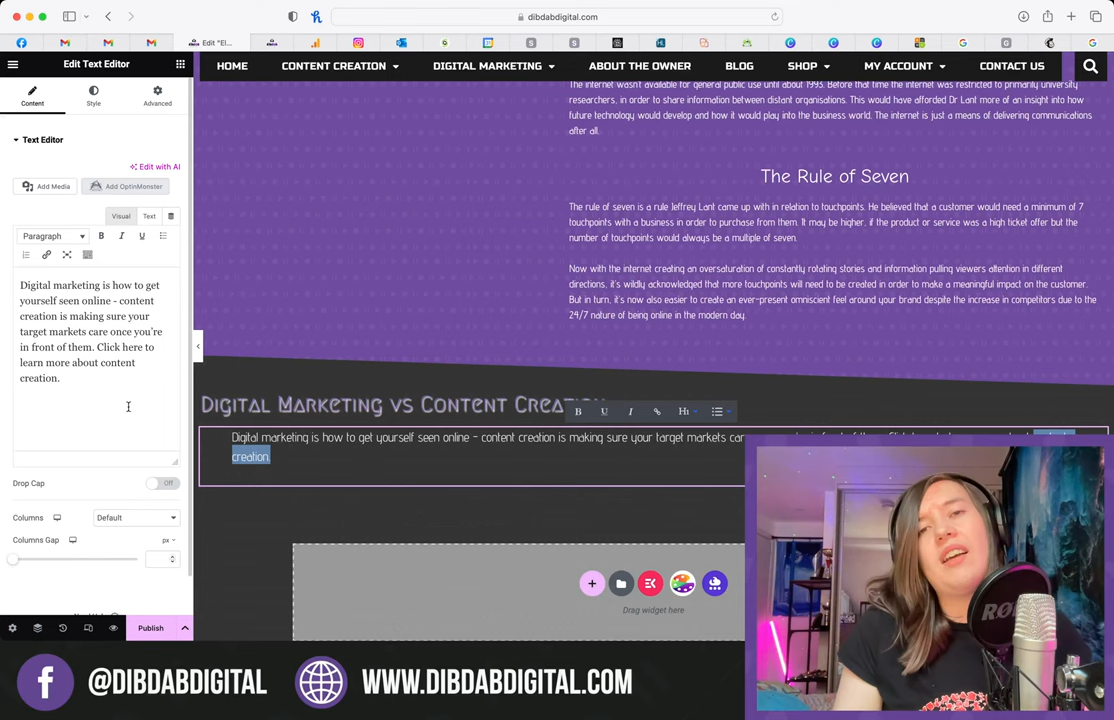 dibdabdigital.com
Edit "El...
Edit Text Editor
HOME CONTENT CREATION DIGITAL MARKETING ABOUT THE OWNER BLOG SHOP MY ACCOUNT CONTACT US
Content Style Advanced
Text Editor
Edit with AI
Add Media Add OptinMonster
Visual Text
Paragraph B I U
Digital marketing is how to get
yourself seen online - content
creation is making sure your
target markets care once you're
in front of them. Click here to
learn more about content
creation.
Drop Cap Off
Columns Default
Columns Gap px
Publish
The internet wasn't available for general public use until about 1993. Before that time the internet was restricted to primarily university
researchers, in order to share information between distant organisations. This would have afforded Dr Lant more of an insight into how
future technology would develop and how it would play into the business world. The internet is just a means of delivering communications
after all.
The Rule of Seven
The rule of seven is a rule Jeffrey Lant came up with in relation to touchpoints. He believed that a customer would need a minimum of 7
touchpoints with a business in order to purchase from them. It may be higher, if the product or service was a high ticket offer but the
number of touchpoints would always be a multiple of seven.
Now with the internet creating an oversaturation of constantly rotating stories and information pulling viewers attention in different
directions, it's wildly acknowledged that more touchpoints will need to be created in order to make a meaningful impact on the customer.
But in turn, it's now also easier to create an ever-present omniscient feel around your brand despite the increase in competitors due to the
24/7 nature of being online in the modern day.
Digital Marketing vs Content Creation
B U I H1
Digital marketing is how to get yourself seen online - content creation is making sure your target markets car
creation.
Drag widget here
RØDE
@DIBDABDIGITAL WWW.DIBDABDIGITAL.COM